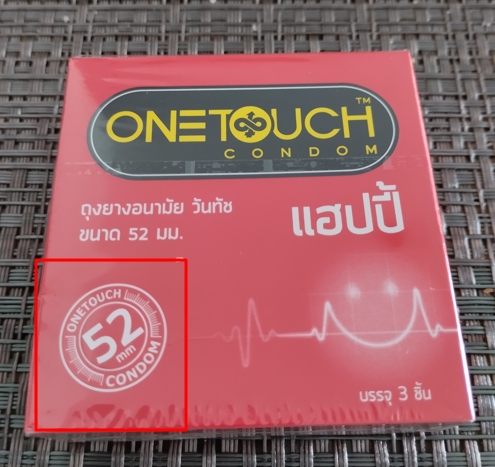 ONETOUCH™
CONDOM
ถุงยางอนามัย วันทัช
ขนาด 52 มม.
แฮปปี้
ONETOUCH
52
mm
CONDOM
บรรจุ 3 ชิ้น